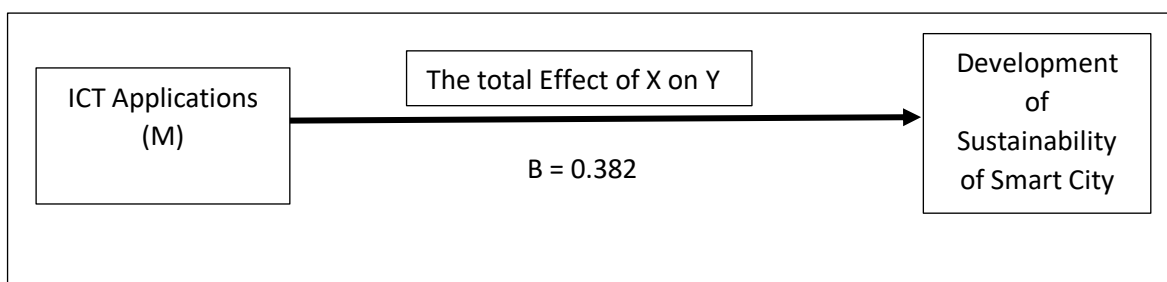 ICT Applications
(M)
The total Effect of X on Y
B = 0.382
Development
of
Sustainability
of Smart City